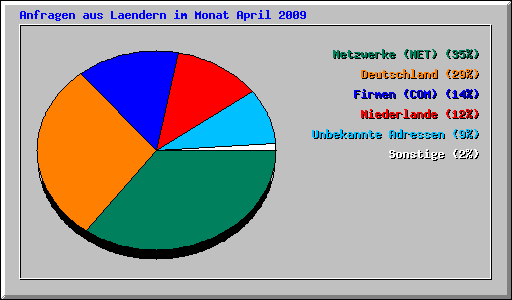 Anfragen aus Laendern im Monat April 2009
Netzwerke (NET) (35%)
Deutschland (29%)
Firmen (COM) (14%)
Niederlande (12%)
Unbekannte Adressen (9%)
Sonstige (2%)